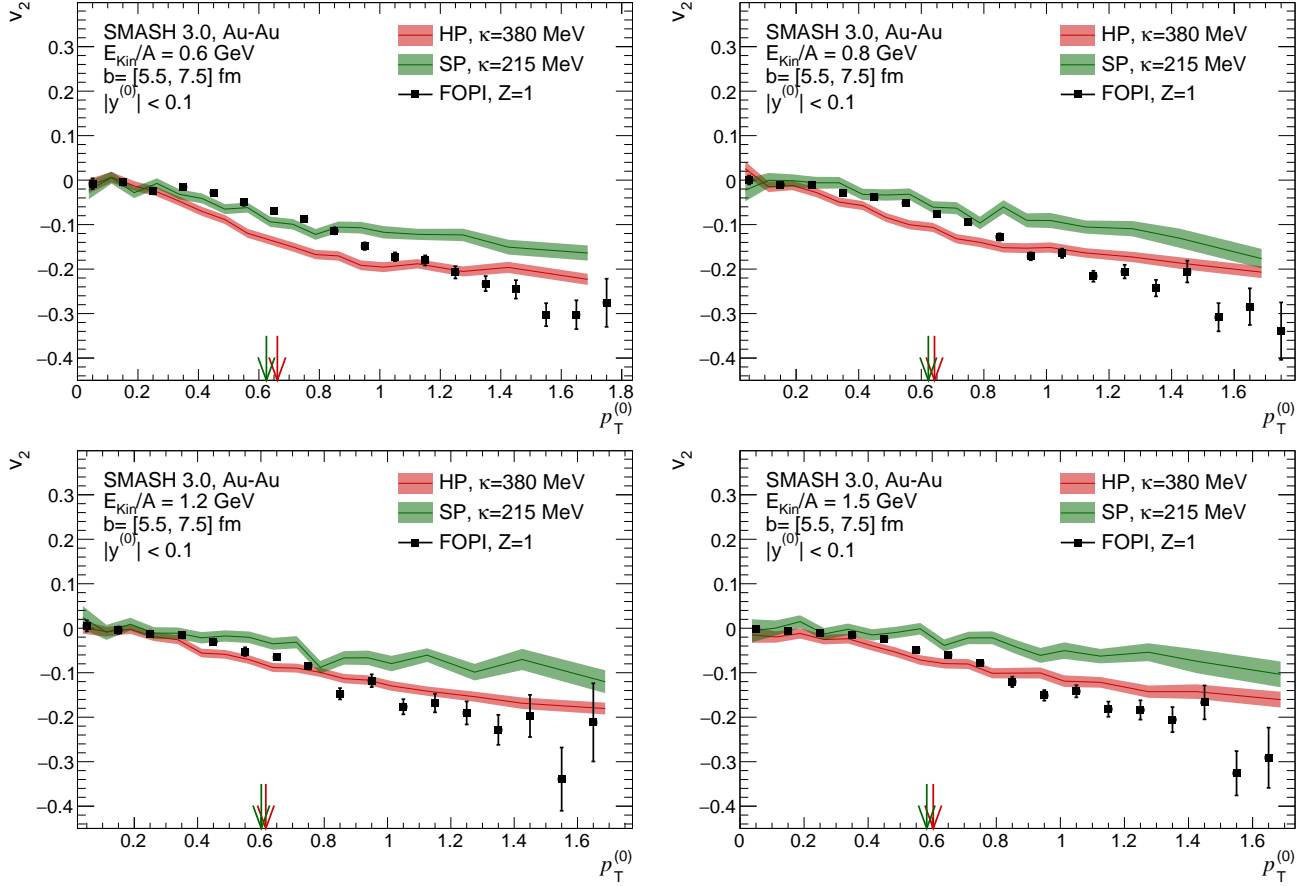 v₂
SMASH 3.0, Au-Au
E_Kin/A = 0.6 GeV
b= [5.5, 7.5] fm
|y^(0)| < 0.1
HP, κ=380 MeV
SP, κ=215 MeV
FOPI, Z=1
0.3
0.2
0.1
0
−0.1
−0.2
−0.3
−0.4
0 0.2 0.4 0.6 0.8 1 1.2 1.4 1.6 1.8
p_T^(0)
v₂
SMASH 3.0, Au-Au
E_Kin/A = 0.8 GeV
b= [5.5, 7.5] fm
|y^(0)| < 0.1
HP, κ=380 MeV
SP, κ=215 MeV
FOPI, Z=1
0.3
0.2
0.1
0
−0.1
−0.2
−0.3
−0.4
0.2 0.4 0.6 0.8 1 1.2 1.4 1.6
p_T^(0)
v₂
SMASH 3.0, Au-Au
E_Kin/A = 1.2 GeV
b= [5.5, 7.5] fm
|y^(0)| < 0.1
HP, κ=380 MeV
SP, κ=215 MeV
FOPI, Z=1
0.3
0.2
0.1
0
−0.1
−0.2
−0.3
−0.4
0.2 0.4 0.6 0.8 1 1.2 1.4 1.6
p_T^(0)
v₂
SMASH 3.0, Au-Au
E_Kin/A = 1.5 GeV
b= [5.5, 7.5] fm
|y^(0)| < 0.1
HP, κ=380 MeV
SP, κ=215 MeV
FOPI, Z=1
0.3
0.2
0.1
0
−0.1
−0.2
−0.3
−0.4
0 0.2 0.4 0.6 0.8 1 1.2 1.4 1.6
p_T^(0)